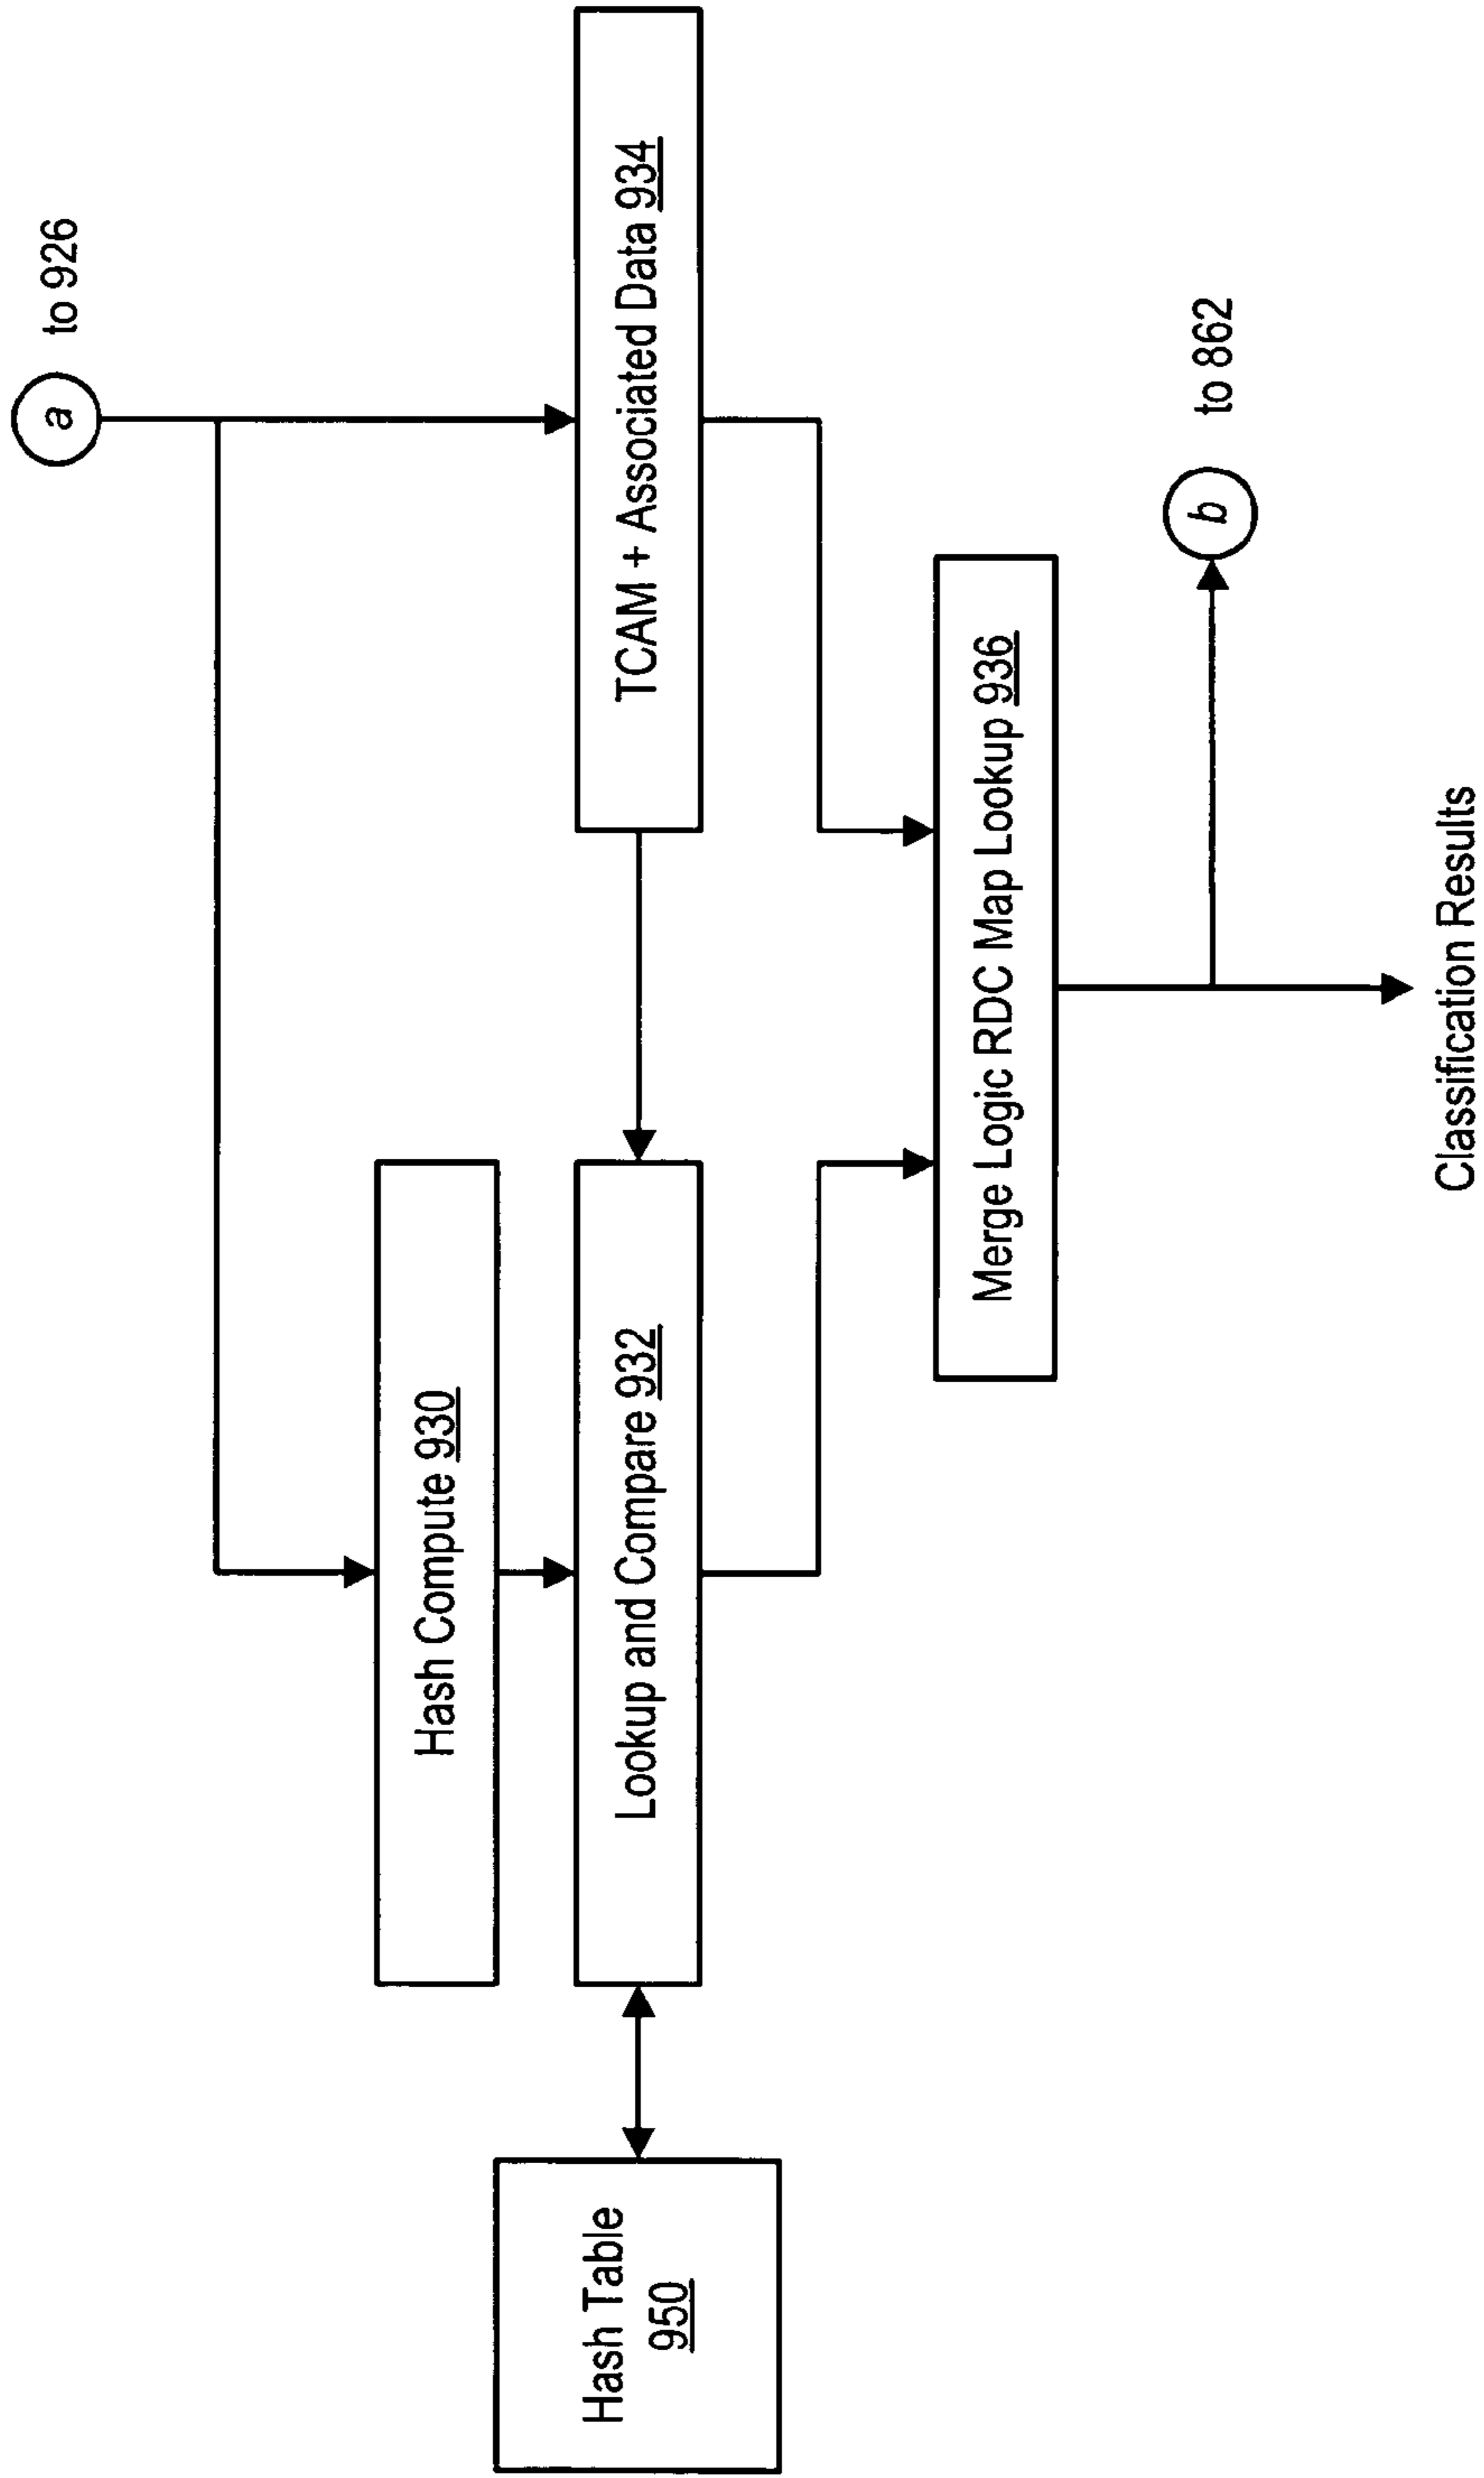 a to 926
Hash Compute 930
Hash Table
950
Lookup and Compare 932
TCAM + Associated Data 934
Merge Logic RDC Map Lookup 936
b to 862
Classification Results